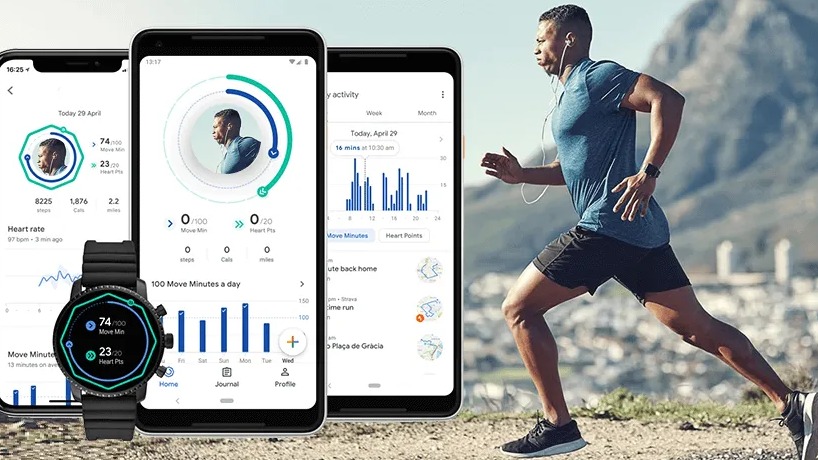 16:25
Today 29 April
74/100
Move Min
23/20
Heart Pts
8225
steps
1,876
Cals
2.2
miles
Heart rate
97 bpm • 3 min ago
Move Minutes
13 minutes on average
74/100
Move Min
23/20
Heart Pts
13:17
0/100
Move Min
0/20
Heart Pts
0
steps
0
Cals
0
miles
100 Move Minutes a day
150
100
Fri
Sat
Sun
Mon
Tue
Wed
Home
Journal
Profile
activity
Week
Month
Today, April 29
16 mins at 10:30 am
30
15
0
8
12
16
20
24
Move Minutes
Heart Points
back home
pm • Strava
run
Plaça de Gràcia